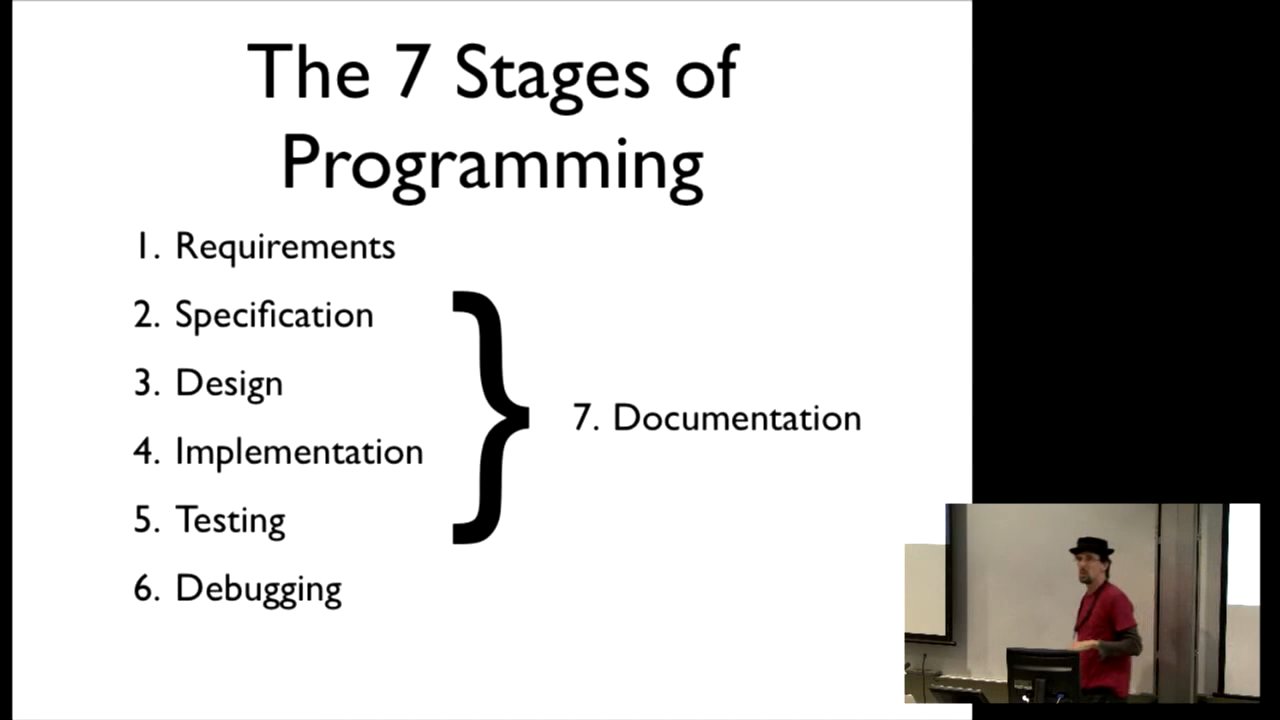 The 7 Stages of
Programming
1. Requirements
2. Specification
3. Design
4. Implementation
5. Testing
6. Debugging
7. Documentation